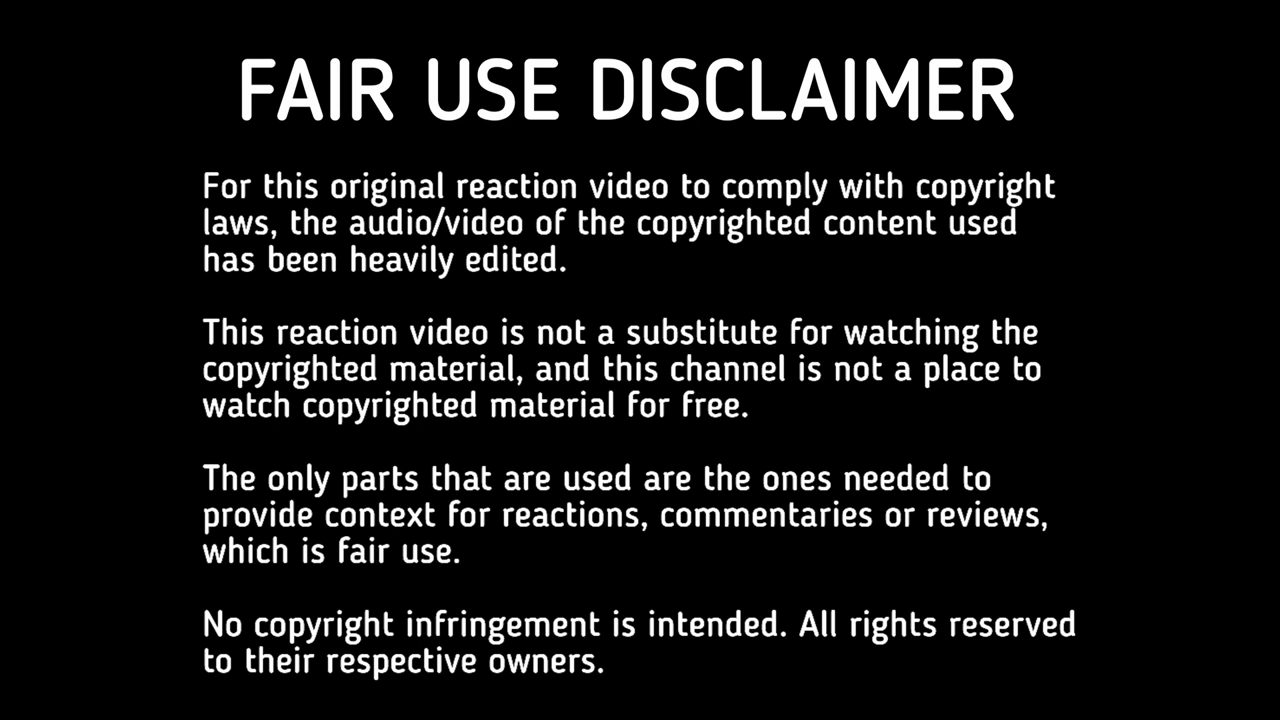 FAIR USE DISCLAIMER
For this original reaction video to comply with copyright
laws, the audio/video of the copyrighted content used
has been heavily edited.
This reaction video is not a substitute for watching the
copyrighted material, and this channel is not a place to
watch copyrighted material for free.
The only parts that are used are the ones needed to
provide context for reactions, commentaries or reviews,
which is fair use.
No copyright infringement is intended. All rights reserved
to their respective owners.